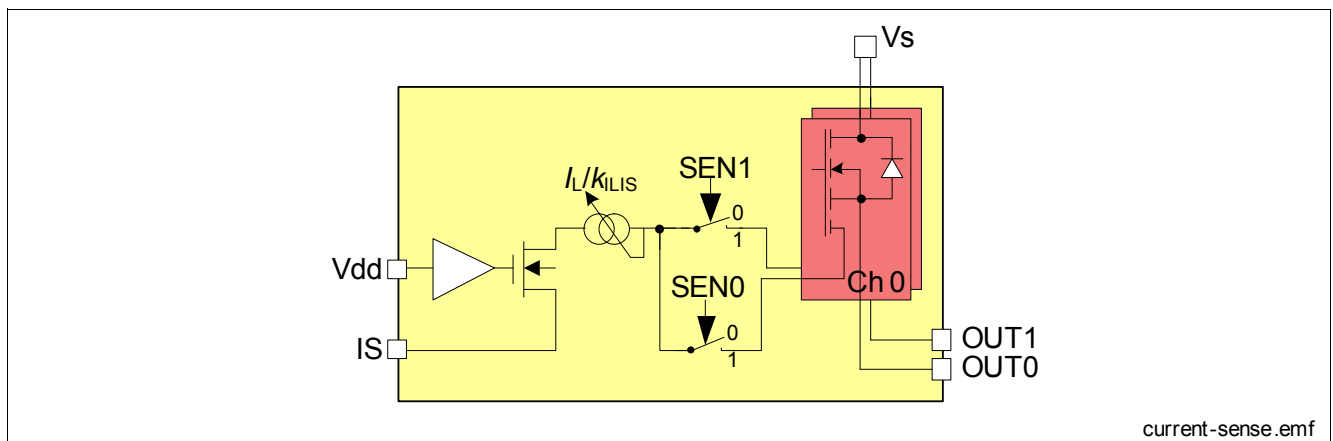 Vs
SEN1
IL/kILIS
0
1
Vdd
SEN0
Ch 0
0
1
IS
OUT1
OUT0
current-sense.emf